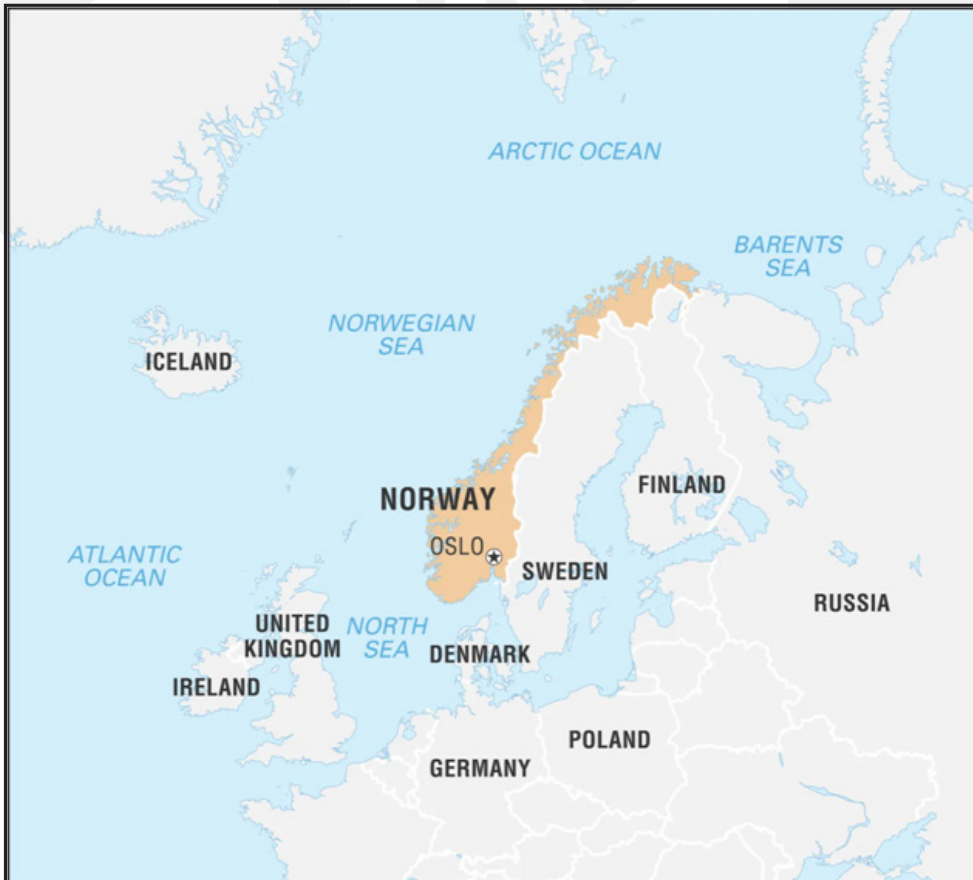 ARCTIC OCEAN
BARENTS
SEA
NORWEGIAN
SEA
ICELAND
NORWAY
FINLAND
OSLO
ATLANTIC
OCEAN
SWEDEN
RUSSIA
UNITED
KINGDOM
NORTH
SEA
DENMARK
IRELAND
POLAND
GERMANY